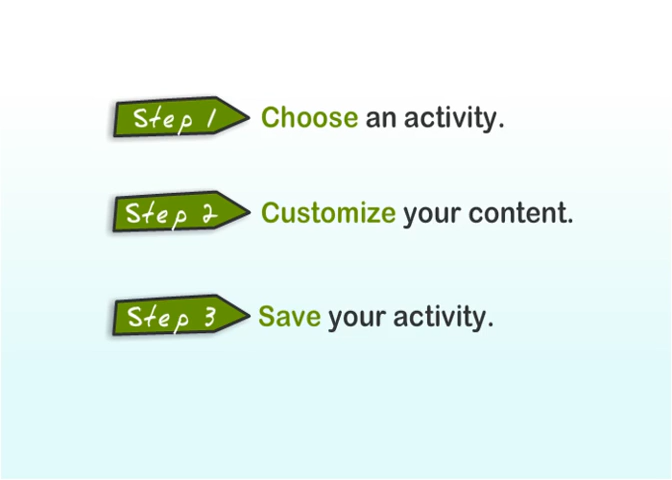 Step 1 Choose an activity.
Step 2 Customize your content.
Step 3 Save your activity.